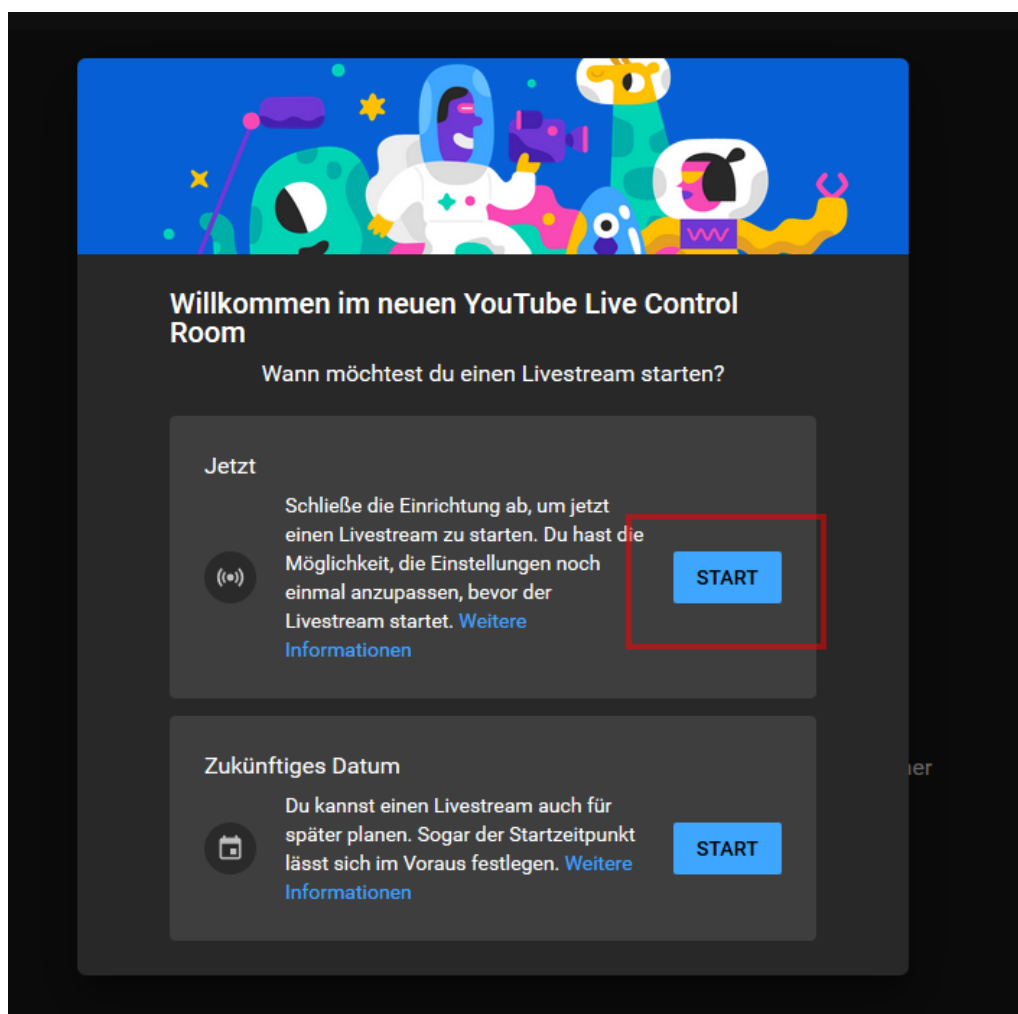 Willkommen im neuen YouTube Live Control
Room
Wann möchtest du einen Livestream starten?
Jetzt
Schließe die Einrichtung ab, um jetzt
einen Livestream zu starten. Du hast die
Möglichkeit, die Einstellungen noch
einmal anzupassen, bevor der
Livestream startet. Weitere
Informationen
START
Zukünftiges Datum
Du kannst einen Livestream auch für
später planen. Sogar der Startzeitpunkt
lässt sich im Voraus festlegen. Weitere
Informationen
START